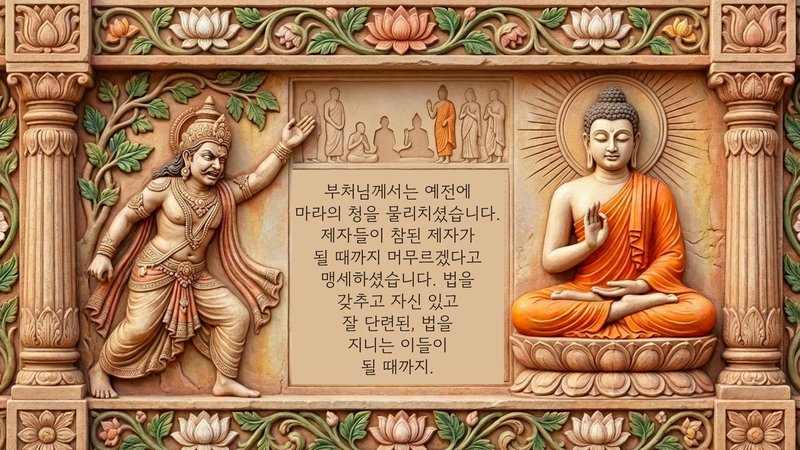 부처님께서는 예전에
마라의 청을 물리치셨습니다.
제자들이 참된 제자가
될 때까지 머무르겠다고
맹세하셨습니다. 법을
갖추고 자신 있고
잘 단련된, 법을
지니는 이들이
될 때까지.